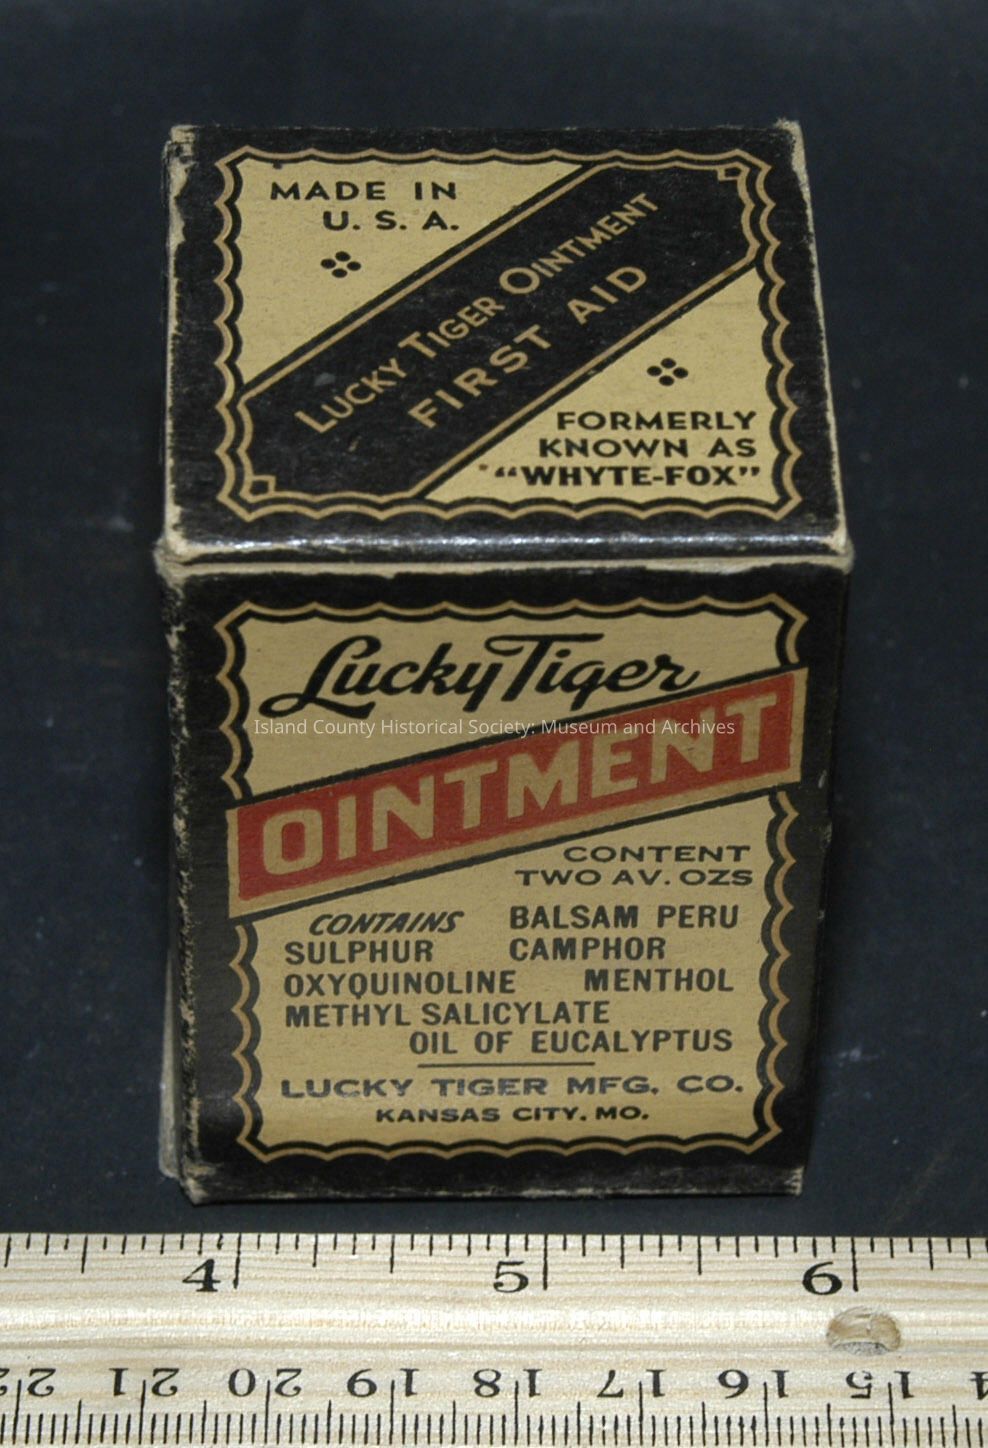 MADE IN
U. S. A.
LUCKY TIGER OINTMENT
FIRST AID
FORMERLY
KNOWN AS
"WHYTE-FOX"
Lucky Tiger
Island County Historical Society: Museum and Archives
OINTMENT
CONTENT
TWO AV. OZS
CONTAINS BALSAM PERU
SULPHUR CAMPHOR
OXYQUINOLINE MENTHOL
METHYL SALICYLATE
OIL OF EUCALYPTUS
LUCKY TIGER MFG. CO.
KANSAS CITY. MO.
4 5 6
22 21 20 19 18 17 16 15 14